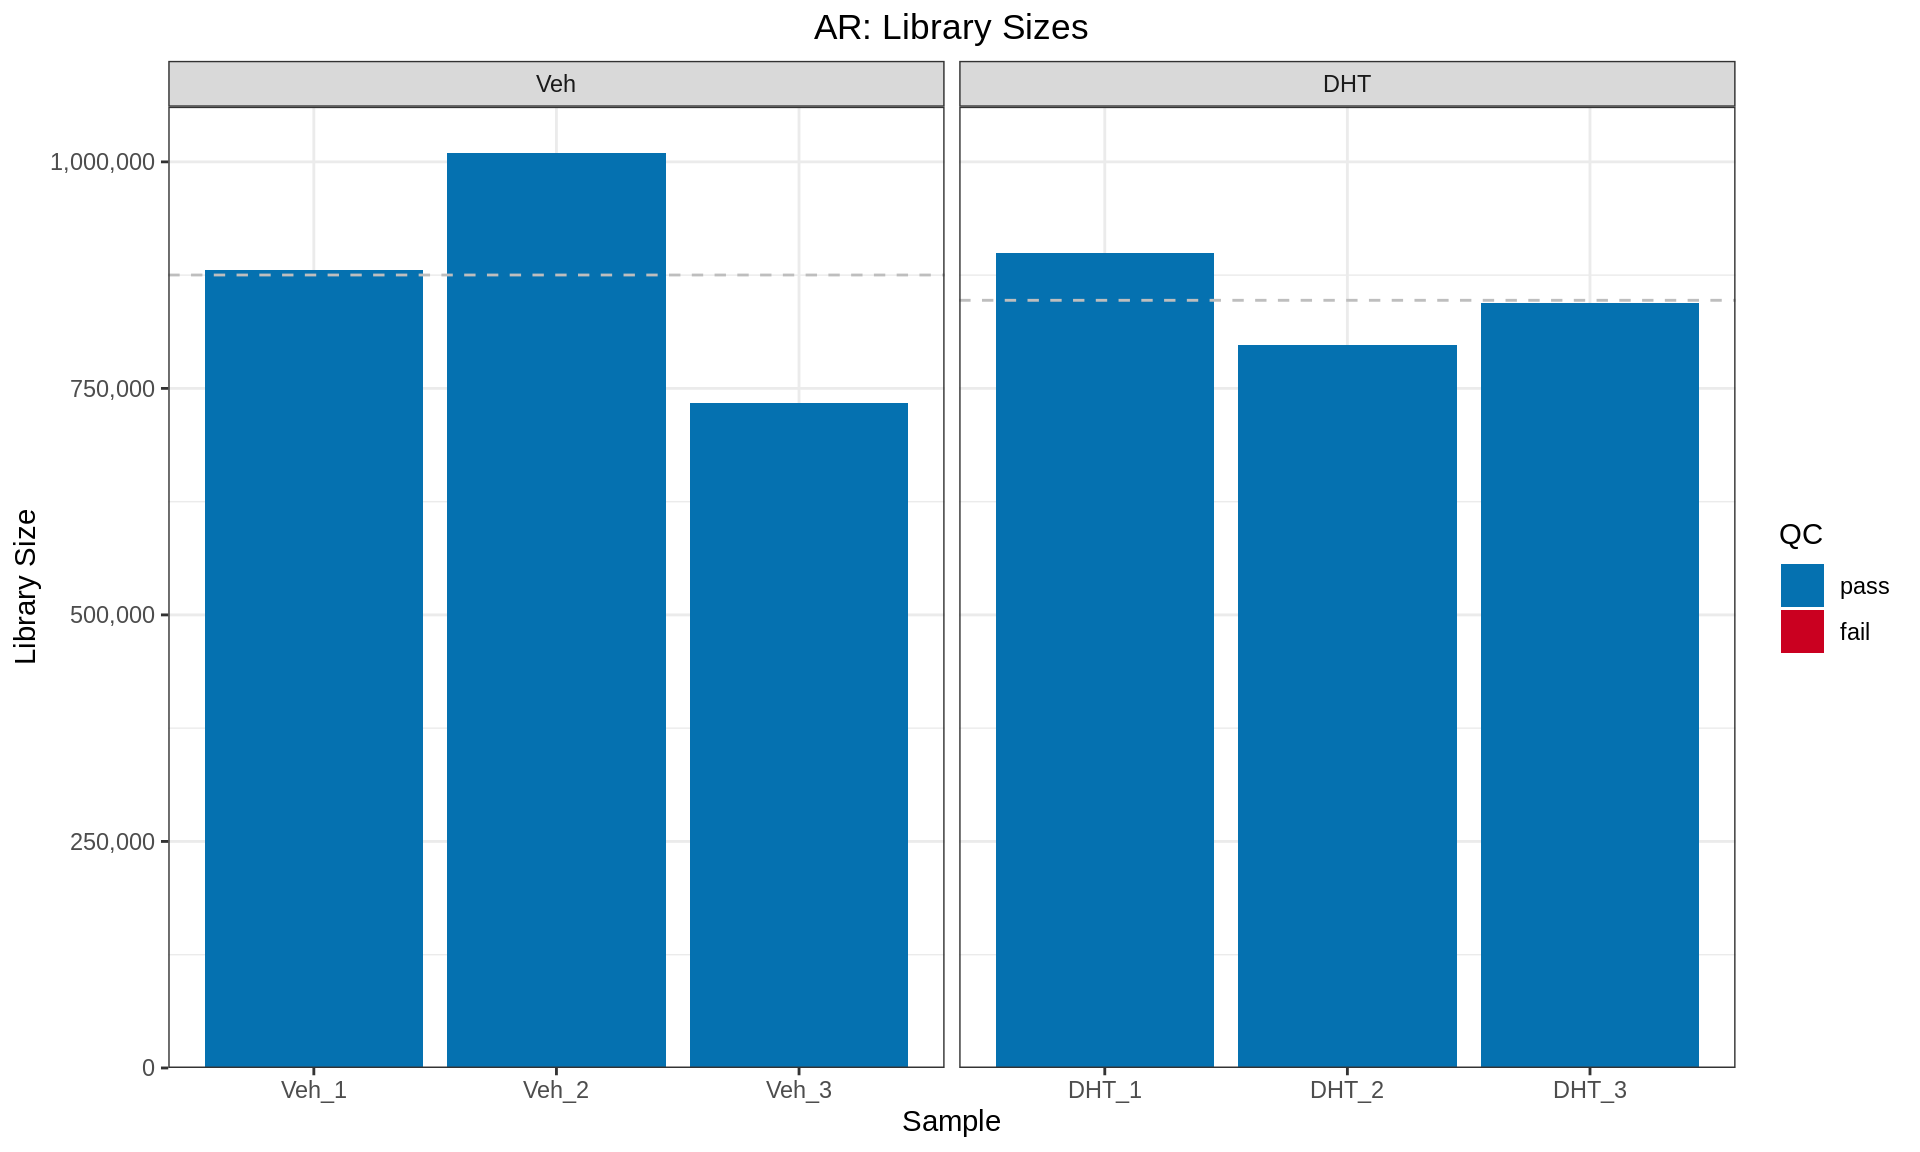 AR: Library Sizes
Veh
DHT
1,000,000
750,000
500,000
250,000
0
Library Size
Veh_1
Veh_2
Veh_3
DHT_1
DHT_2
DHT_3
Sample
QC
pass
fail